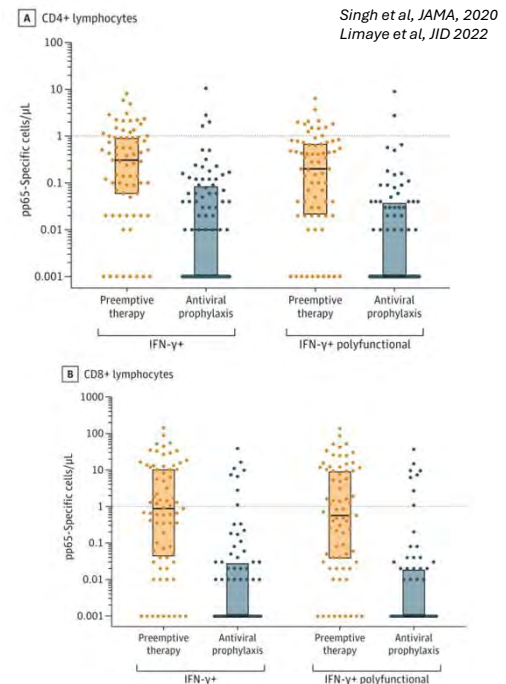 Singh et al, JAMA, 2020
Limaye et al, JID 2022
A CD4+ lymphocytes
pp65-Specific cells/μL
100
10
1
0.1
0.01
0.001
Preemptive therapy
Antiviral prophylaxis
Preemptive therapy
Antiviral prophylaxis
IFN-γ+
IFN-γ+ polyfunctional
B CD8+ lymphocytes
pp65-Specific cells/μL
1000
100
10
1
0.1
0.01
0.001
Preemptive therapy
Antiviral prophylaxis
Preemptive therapy
Antiviral prophylaxis
IFN-γ+
IFN-γ+ polyfunctional